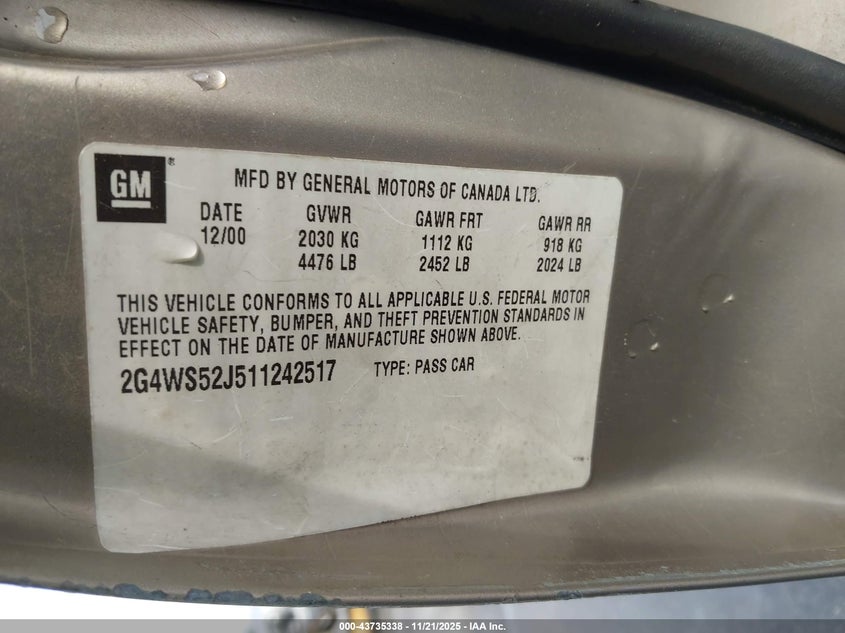 GM®
MFD BY GENERAL MOTORS OF CANADA LTD.
DATE GVWR GAWR FRT GAWR RR
12/00 2030 KG 1112 KG 918 KG
4476 LB 2452 LB 2024 LB
THIS VEHICLE CONFORMS TO ALL APPLICABLE U.S. FEDERAL MOTOR
VEHICLE SAFETY, BUMPER, AND THEFT PREVENTION STANDARDS IN
EFFECT ON THE DATE OF MANUFACTURE SHOWN ABOVE.
2G4WS52J511242517 TYPE: PASS CAR
000-43735338 - 11/21/2025 - IAA Inc.